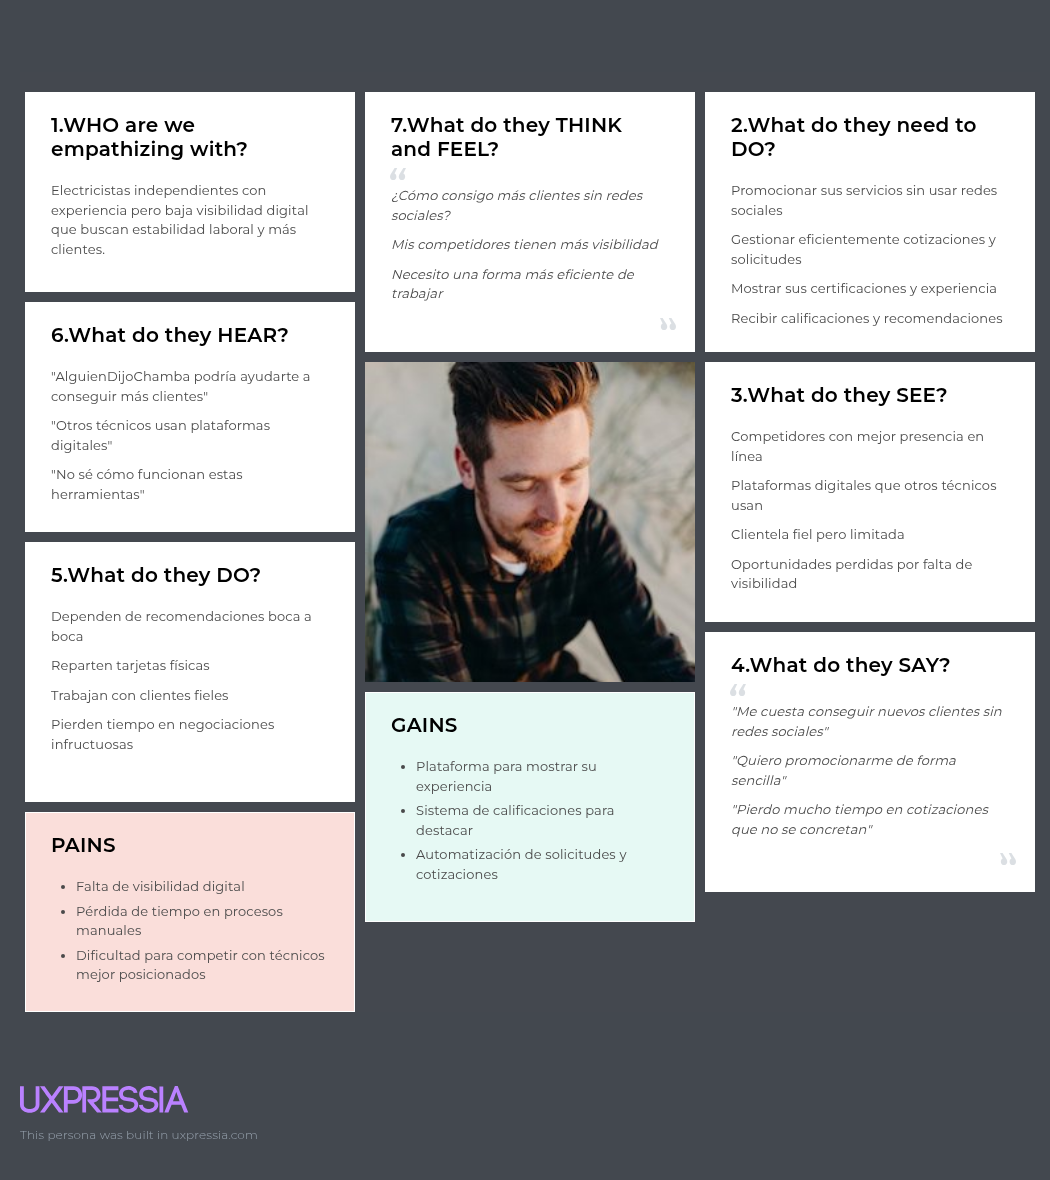 1.WHO are we
empathizing with?
Electricistas independientes con
experiencia pero baja visibilidad digital
que buscan estabilidad laboral y más
clientes.
6.What do they HEAR?
"AlguienDijoChamba podría ayudarte a
conseguir más clientes"
"Otros técnicos usan plataformas
digitales"
"No sé cómo funcionan estas
herramientas"
5.What do they DO?
Dependen de recomendaciones boca a
boca
Reparten tarjetas físicas
Trabajan con clientes fieles
Pierden tiempo en negociaciones
infructuosas
PAINS
• Falta de visibilidad digital
• Pérdida de tiempo en procesos
manuales
• Dificultad para competir con técnicos
mejor posicionados
7.What do they THINK
and FEEL?
“
¿Cómo consigo más clientes sin redes
sociales?
Mis competidores tienen más visibilidad
Necesito una forma más eficiente de
trabajar
”
GAINS
• Plataforma para mostrar su
experiencia
• Sistema de calificaciones para
destacar
• Automatización de solicitudes y
cotizaciones
2.What do they need to
DO?
Promocionar sus servicios sin usar redes
sociales
Gestionar eficientemente cotizaciones y
solicitudes
Mostrar sus certificaciones y experiencia
Recibir calificaciones y recomendaciones
3.What do they SEE?
Competidores con mejor presencia en
línea
Plataformas digitales que otros técnicos
usan
Clientela fiel pero limitada
Oportunidades perdidas por falta de
visibilidad
4.What do they SAY?
“
"Me cuesta conseguir nuevos clientes sin
redes sociales"
"Quiero promocionarme de forma
sencilla"
"Pierdo mucho tiempo en cotizaciones
que no se concretan"
”
UXPRESSIA
This persona was built in uxpressia.com